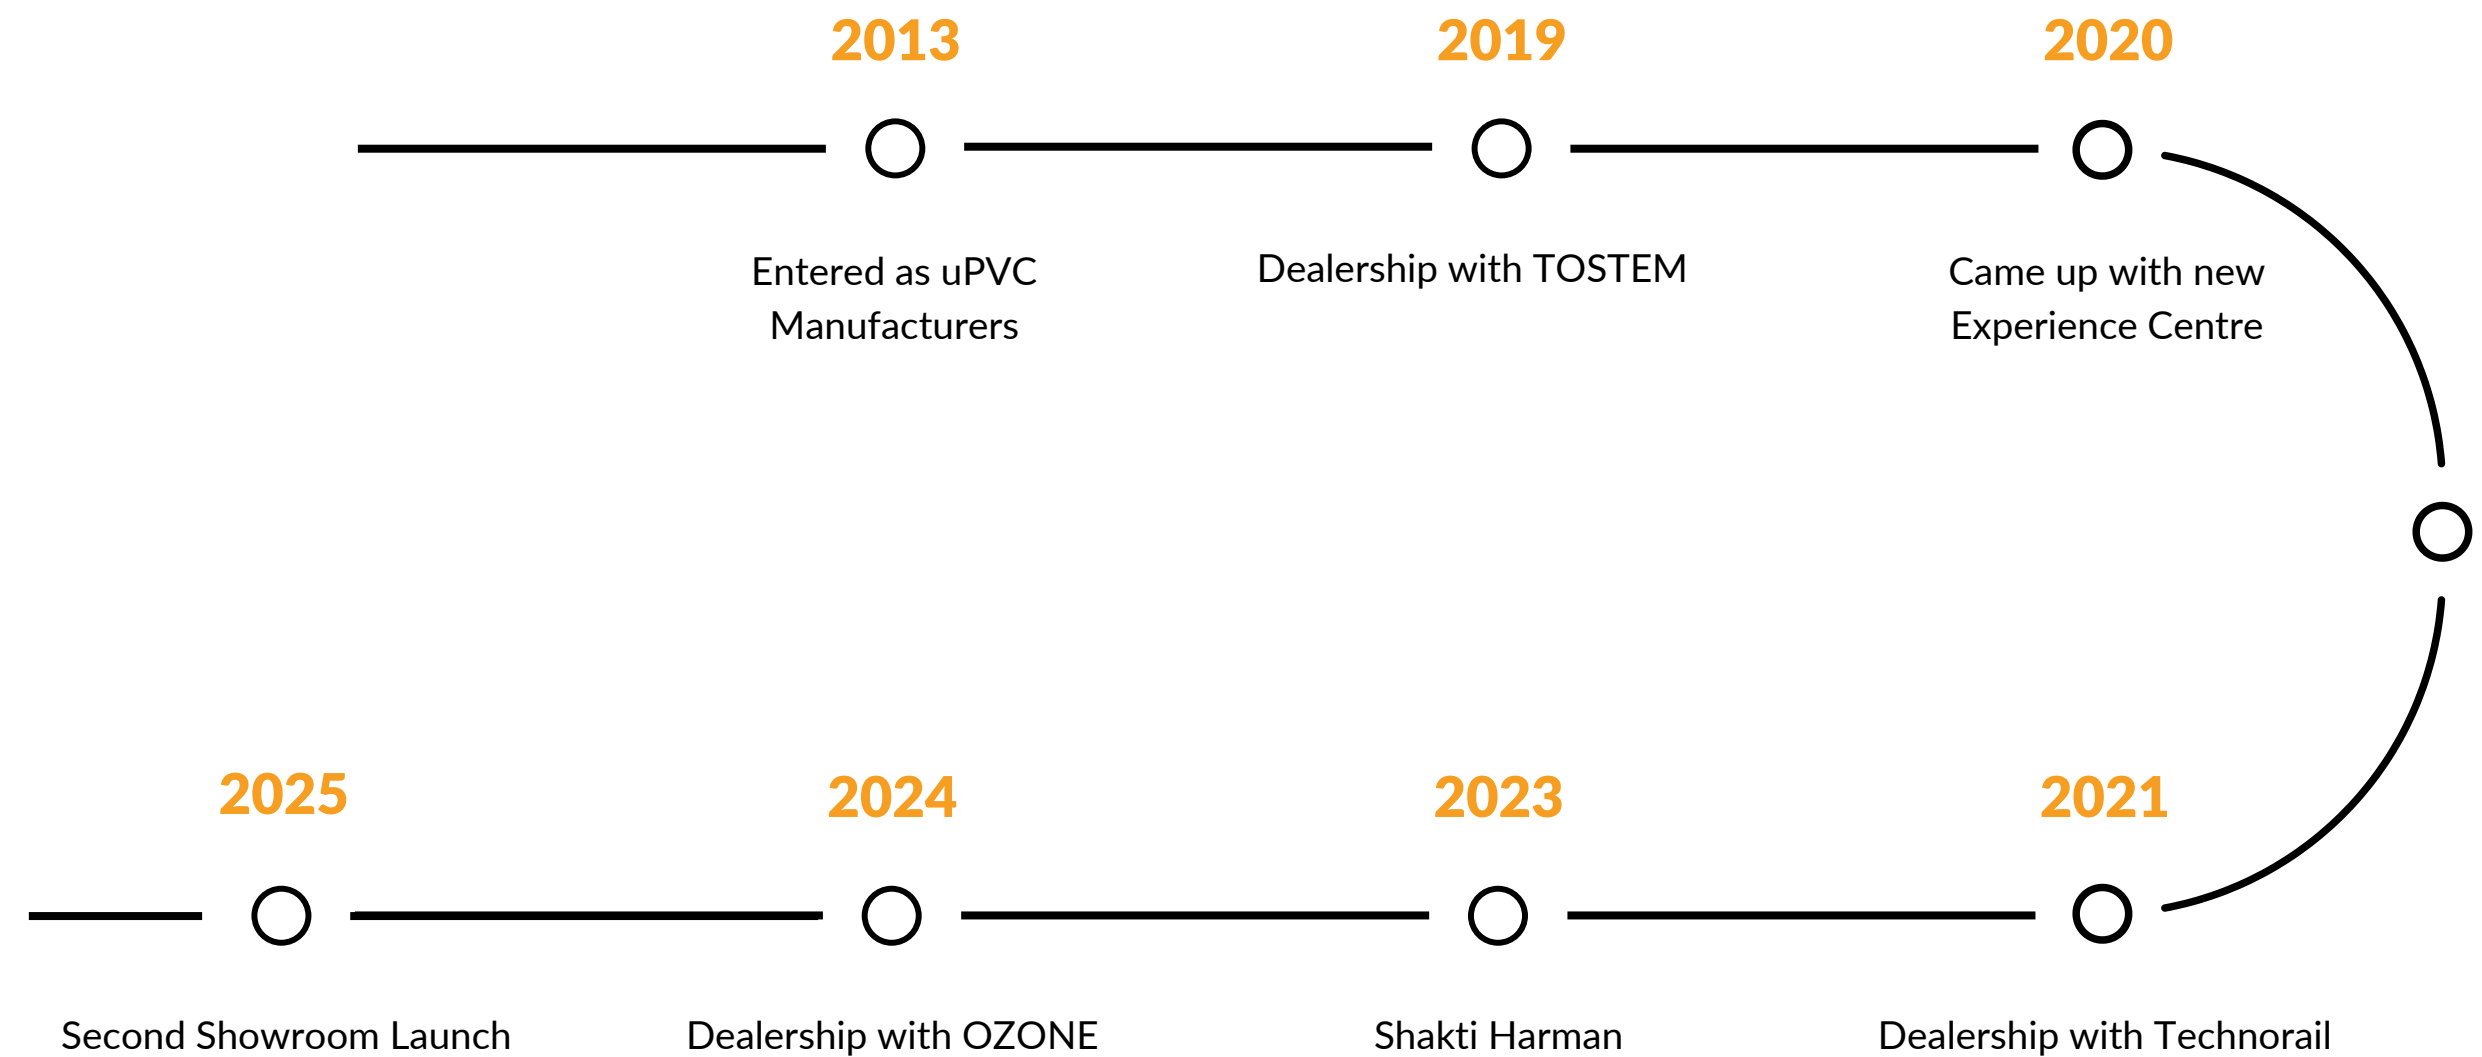 2013
2019
2020
Entered as uPVC
Manufacturers
Dealership with TOSTEM
Came up with new
Experience Centre
2025
2024
2023
2021
Second Showroom Launch
Dealership with OZONE
Shakti Harman
Dealership with Technorail